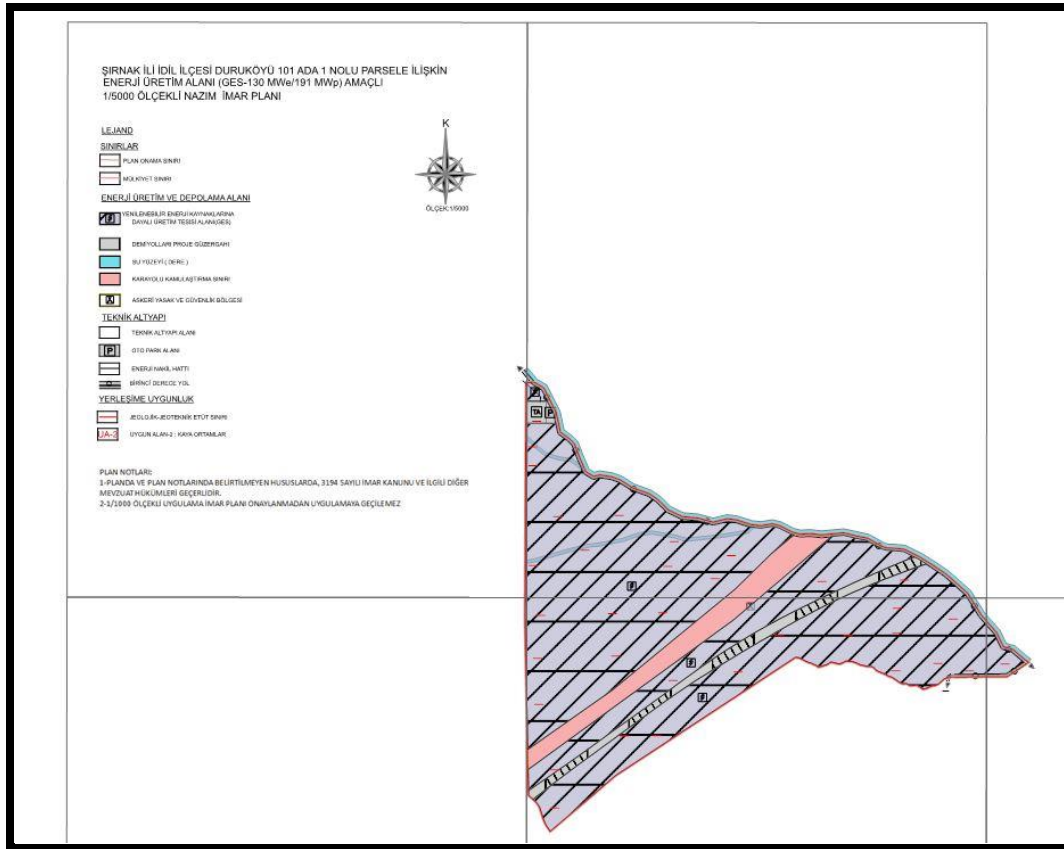 ŞIRNAK İLİ İDİL İLÇESİ DURUKÖYÜ 101 ADA 1 NOLU PARSELE İLİŞKİN
ENERJİ ÜRETİM ALANI (GES-130 MWe/191 MWp) AMAÇLI
1/5000 ÖLÇEKLİ NAZIM İMAR PLANI
LEJAND
SINIRLAR
PLAN ONAMA SINIRI
MÜLKİYET SINIRI
ENERJİ ÜRETİM VE DEPOLAMA ALANI
YENİLENEBİLİR ENERJİ KAYNAKLARINA
DAYALI ÜRETİM TESİSİ ALANI(GES)
DEMİYOLLARI PROJE GÜZERGAHI
SU YÜZEYİ ( DERE )
KARAYOLU KAMULAŞTIRMA SINIRI
ASKERİ YASAK VE GÜVENLİK BÖLGESİ
TEKNİK ALTYAPI
TEKNİK ALTYAPI ALANI
P OTO PARK ALANI
ENERJİ NAKİL HATTI
BİRİNCİ DERECE YOL
YERLEŞİME UYGUNLUK
JEOLOJİK-JEOTEKNİK ETÜT SINIRI
UA-2 UYGUN ALAN-2 : KAYA ORTAMLAR
PLAN NOTLARI:
1-PLANDA VE PLAN NOTLARINDA BELİRTİLMEYEN HUSUSLARDA, 3194 SAYILI İMAR KANUNU VE İLGİLİ DİĞER
MEVZUAT HÜKÜMLERİ GEÇERLİDİR.
2-1/1000 ÖLÇEKLİ UYGULAMA İMAR PLANI ONAYLANMADAN UYGULAMAYA GEÇİLEMEZ
K
ÖLÇEK:1/5000
TA P